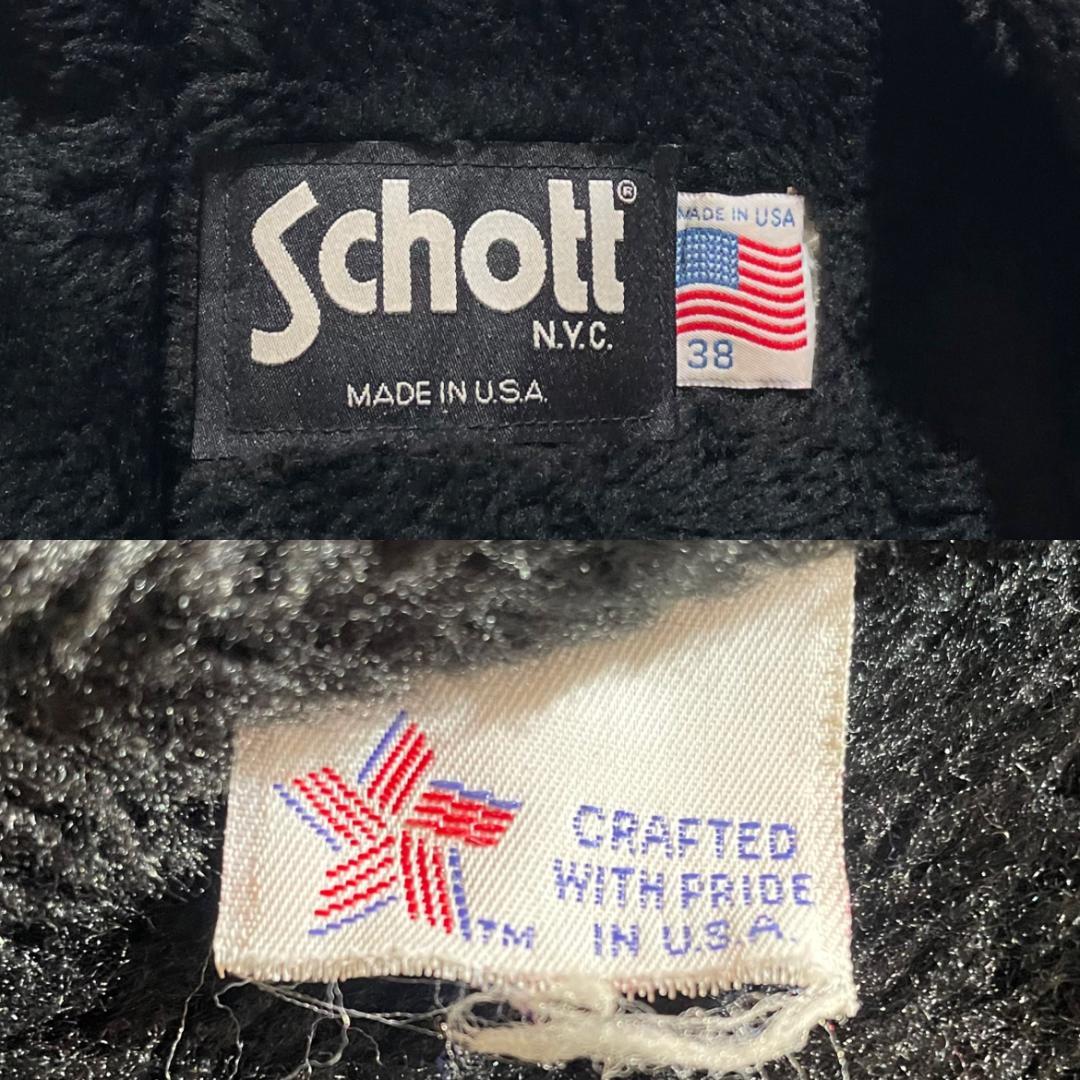 Schott®
N.Y.C.
MADE IN U.S.A.
MADE IN USA
38
TM
CRAFTED
WITH PRIDE
IN U.S.A.